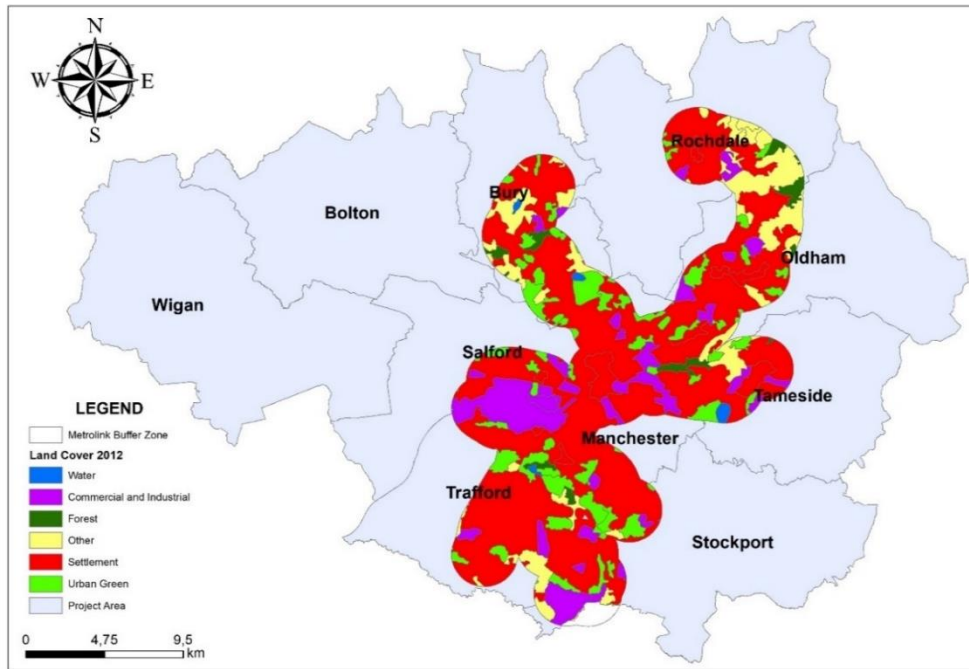 N
W E
S
Rochdale
Bury
Bolton
Oldham
Wigan
Salford
Tameside
Manchester
Trafford
Stockport
LEGEND
Metrolink Buffer Zone
Land Cover 2012
Water
Commercial and Industrial
Forest
Other
Settlement
Urban Green
Project Area
0 4,75 9,5
km